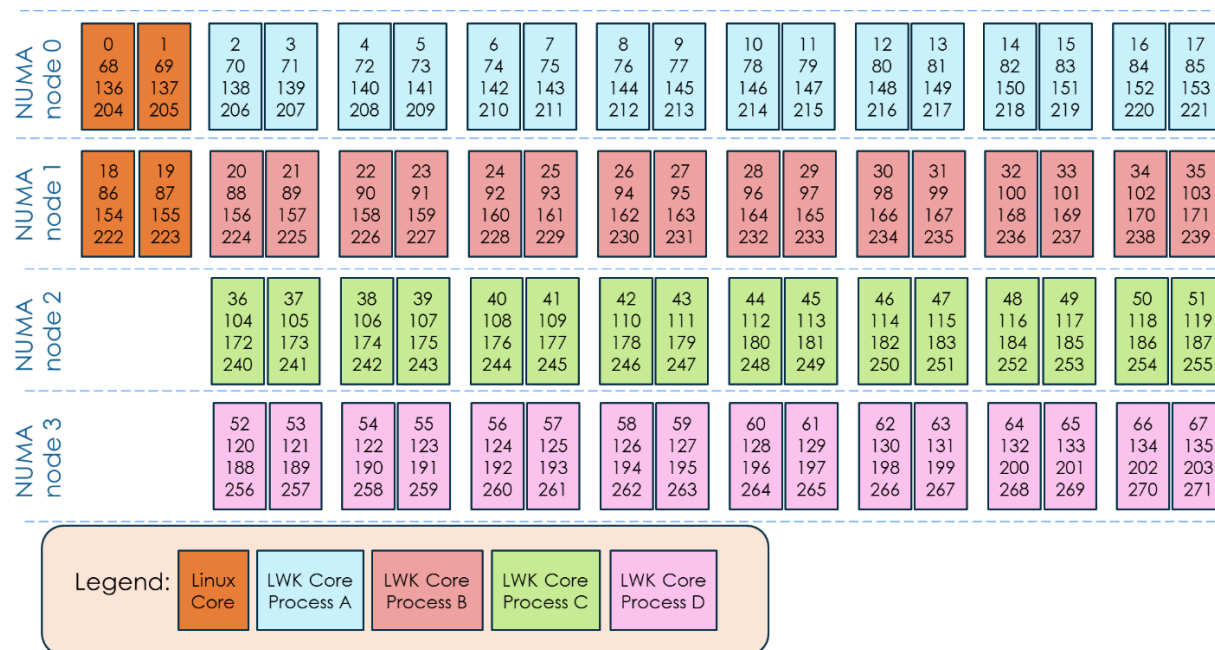 NUMA node 0
0 1 2 3 4 5 6 7 8 9 10 11 12 13 14 15 16 17
68 69 70 71 72 73 74 75 76 77 78 79 80 81 82 83 84 85
136 137 138 139 140 141 142 143 144 145 146 147 148 149 150 151 152 153
204 205 206 207 208 209 210 211 212 213 214 215 216 217 218 219 220 221
NUMA node 1
18 19 20 21 22 23 24 25 26 27 28 29 30 31 32 33 34 35
86 87 88 89 90 91 92 93 94 95 96 97 98 99 100 101 102 103
154 155 156 157 158 159 160 161 162 163 164 165 166 167 168 169 170 171
222 223 224 225 226 227 228 229 230 231 232 233 234 235 236 237 238 239
NUMA node 2
36 37 38 39 40 41 42 43 44 45 46 47 48 49 50 51
104 105 106 107 108 109 110 111 112 113 114 115 116 117 118 119
172 173 174 175 176 177 178 179 180 181 182 183 184 185 186 187
240 241 242 243 244 245 246 247 248 249 250 251 252 253 254 255
NUMA node 3
52 53 54 55 56 57 58 59 60 61 62 63 64 65 66 67
120 121 122 123 124 125 126 127 128 129 130 131 132 133 134 135
188 189 190 191 192 193 194 195 196 197 198 199 200 201 202 203
256 257 258 259 260 261 262 263 264 265 266 267 268 269 270 271
Legend:
Linux
Core
LWK Core
Process A
LWK Core
Process B
LWK Core
Process C
LWK Core
Process D